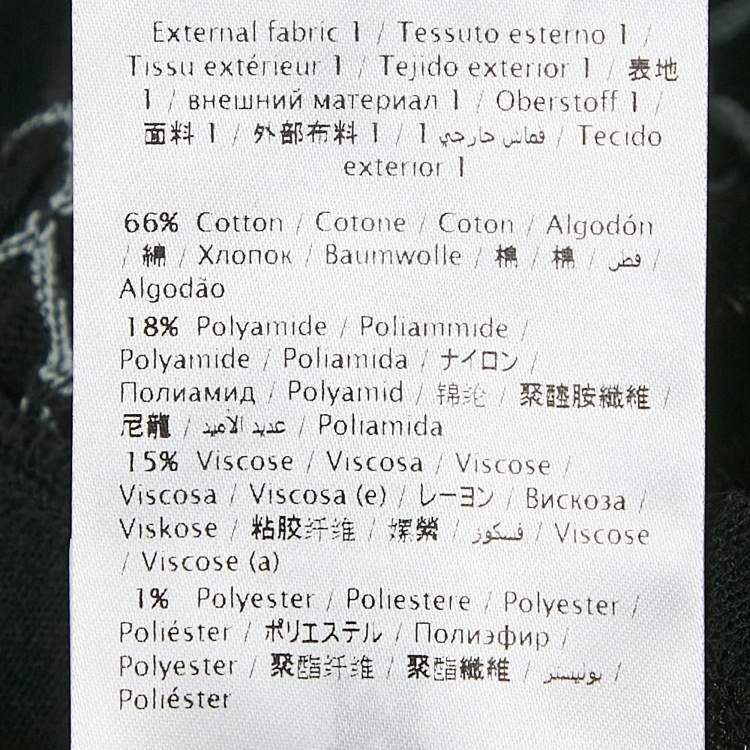 External fabric 1 / Tessuto esterno 1 /
Tissu extérieur 1 / Tejido exterior 1 / 表地
1 / внешний материал 1 / Oberstoff 1 /
面料 1 / 外部布料 1 / قماش خارجي 1 / Tecido
exterior 1
66% Cotton / Cotone / Coton / Algodón
/ 綿 / Хлопок / Baumwolle / 棉 / 棉 / قطن /
Algodão
18% Polyamide / Poliammide /
Polyamide / Poliamida / ナイロン /
Полиамид / Polyamid / 锦纶 / 聚醯胺纖維 /
尼龍 / عديد الأميد / Poliamida
15% Viscose / Viscosa / Viscose /
Viscosa / Viscosa (e) / レーヨン / Вискоза /
Viskose / 粘胶纤维 / 嫘縈 / فسكوز / Viscose
/ Viscose (a)
1% Polyester / Poliestere / Polyester /
Poliéster / ポリエステル / Полиэфир /
Polyester / 聚酯纤维 / 聚酯纖維 / بوليستر /
Poliéster